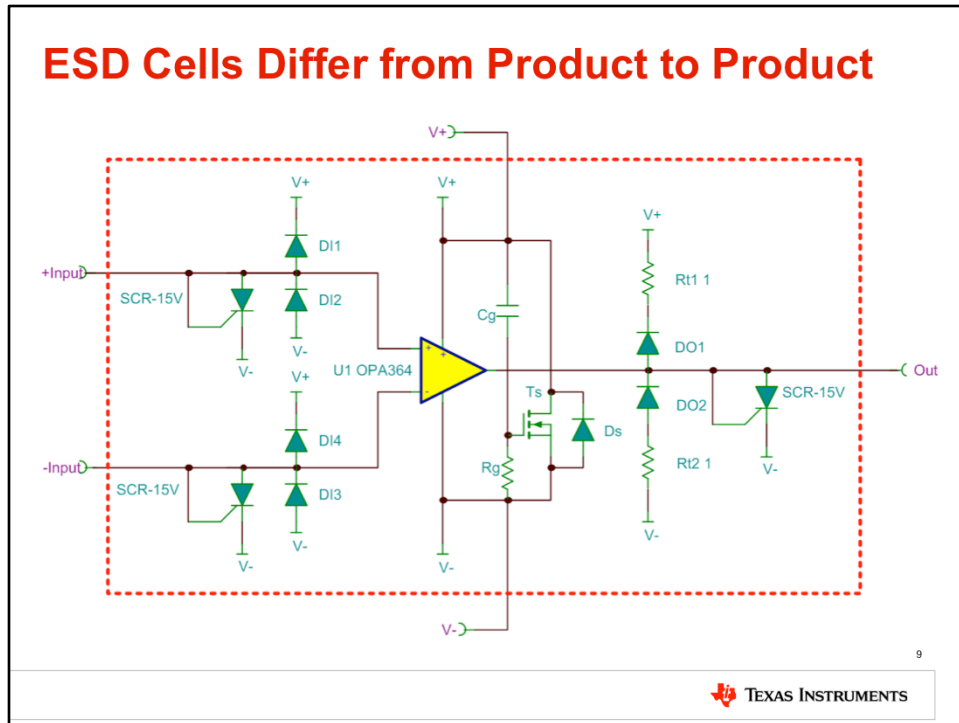 ESD Cells Differ from Product to Product
V+
V+
V+
V+
DI1
+Input
SCR-15V
DI2
Rt1 1
Cg
V-
V-
DO1
V+
U1 OPA364
+
+
-
Out
Ts
DO2
SCR-15V
DI4
Ds
-Input
Rg
Rt2 1
V-
SCR-15V
DI3
V-
V-
V-
V-
V-
9
TEXAS INSTRUMENTS